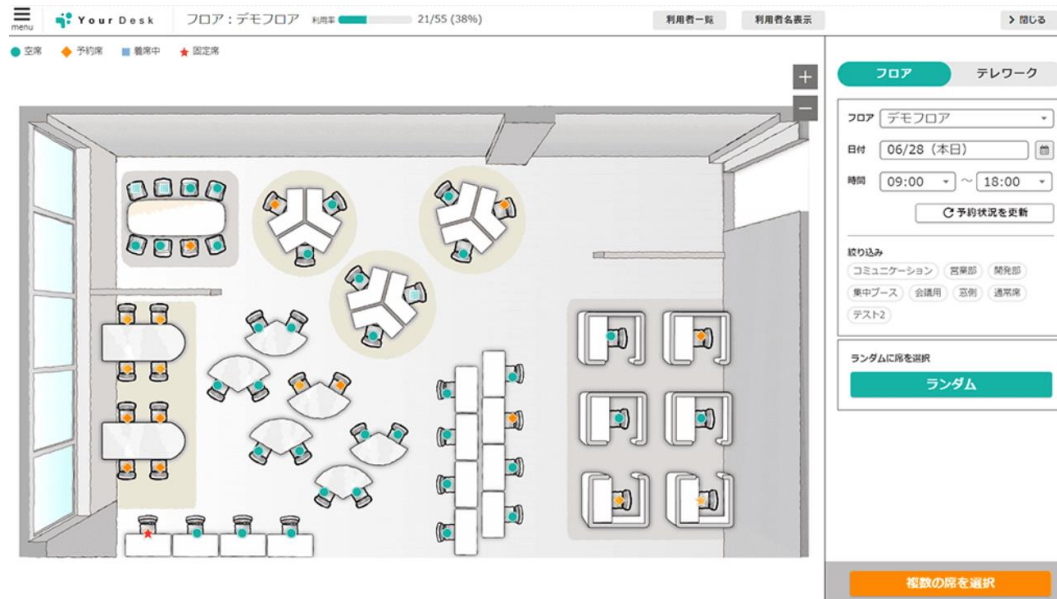 menu
Your Desk
フロア：デモフロア
利用率
21/55 (38%)
利用者一覧
利用者名表示
閉じる
空席
予約席
着席中
固定席
+
−
フロア
テレワーク
フロア デモフロア
日付 06/28（本日）
時間 09:00 ～ 18:00
予約状況を更新
絞り込み
コミュニケーション 営業部 開発部
集中ブース 会議用 窓側 通常席
テスト2
ランダムに席を選択
ランダム
複数の席を選択